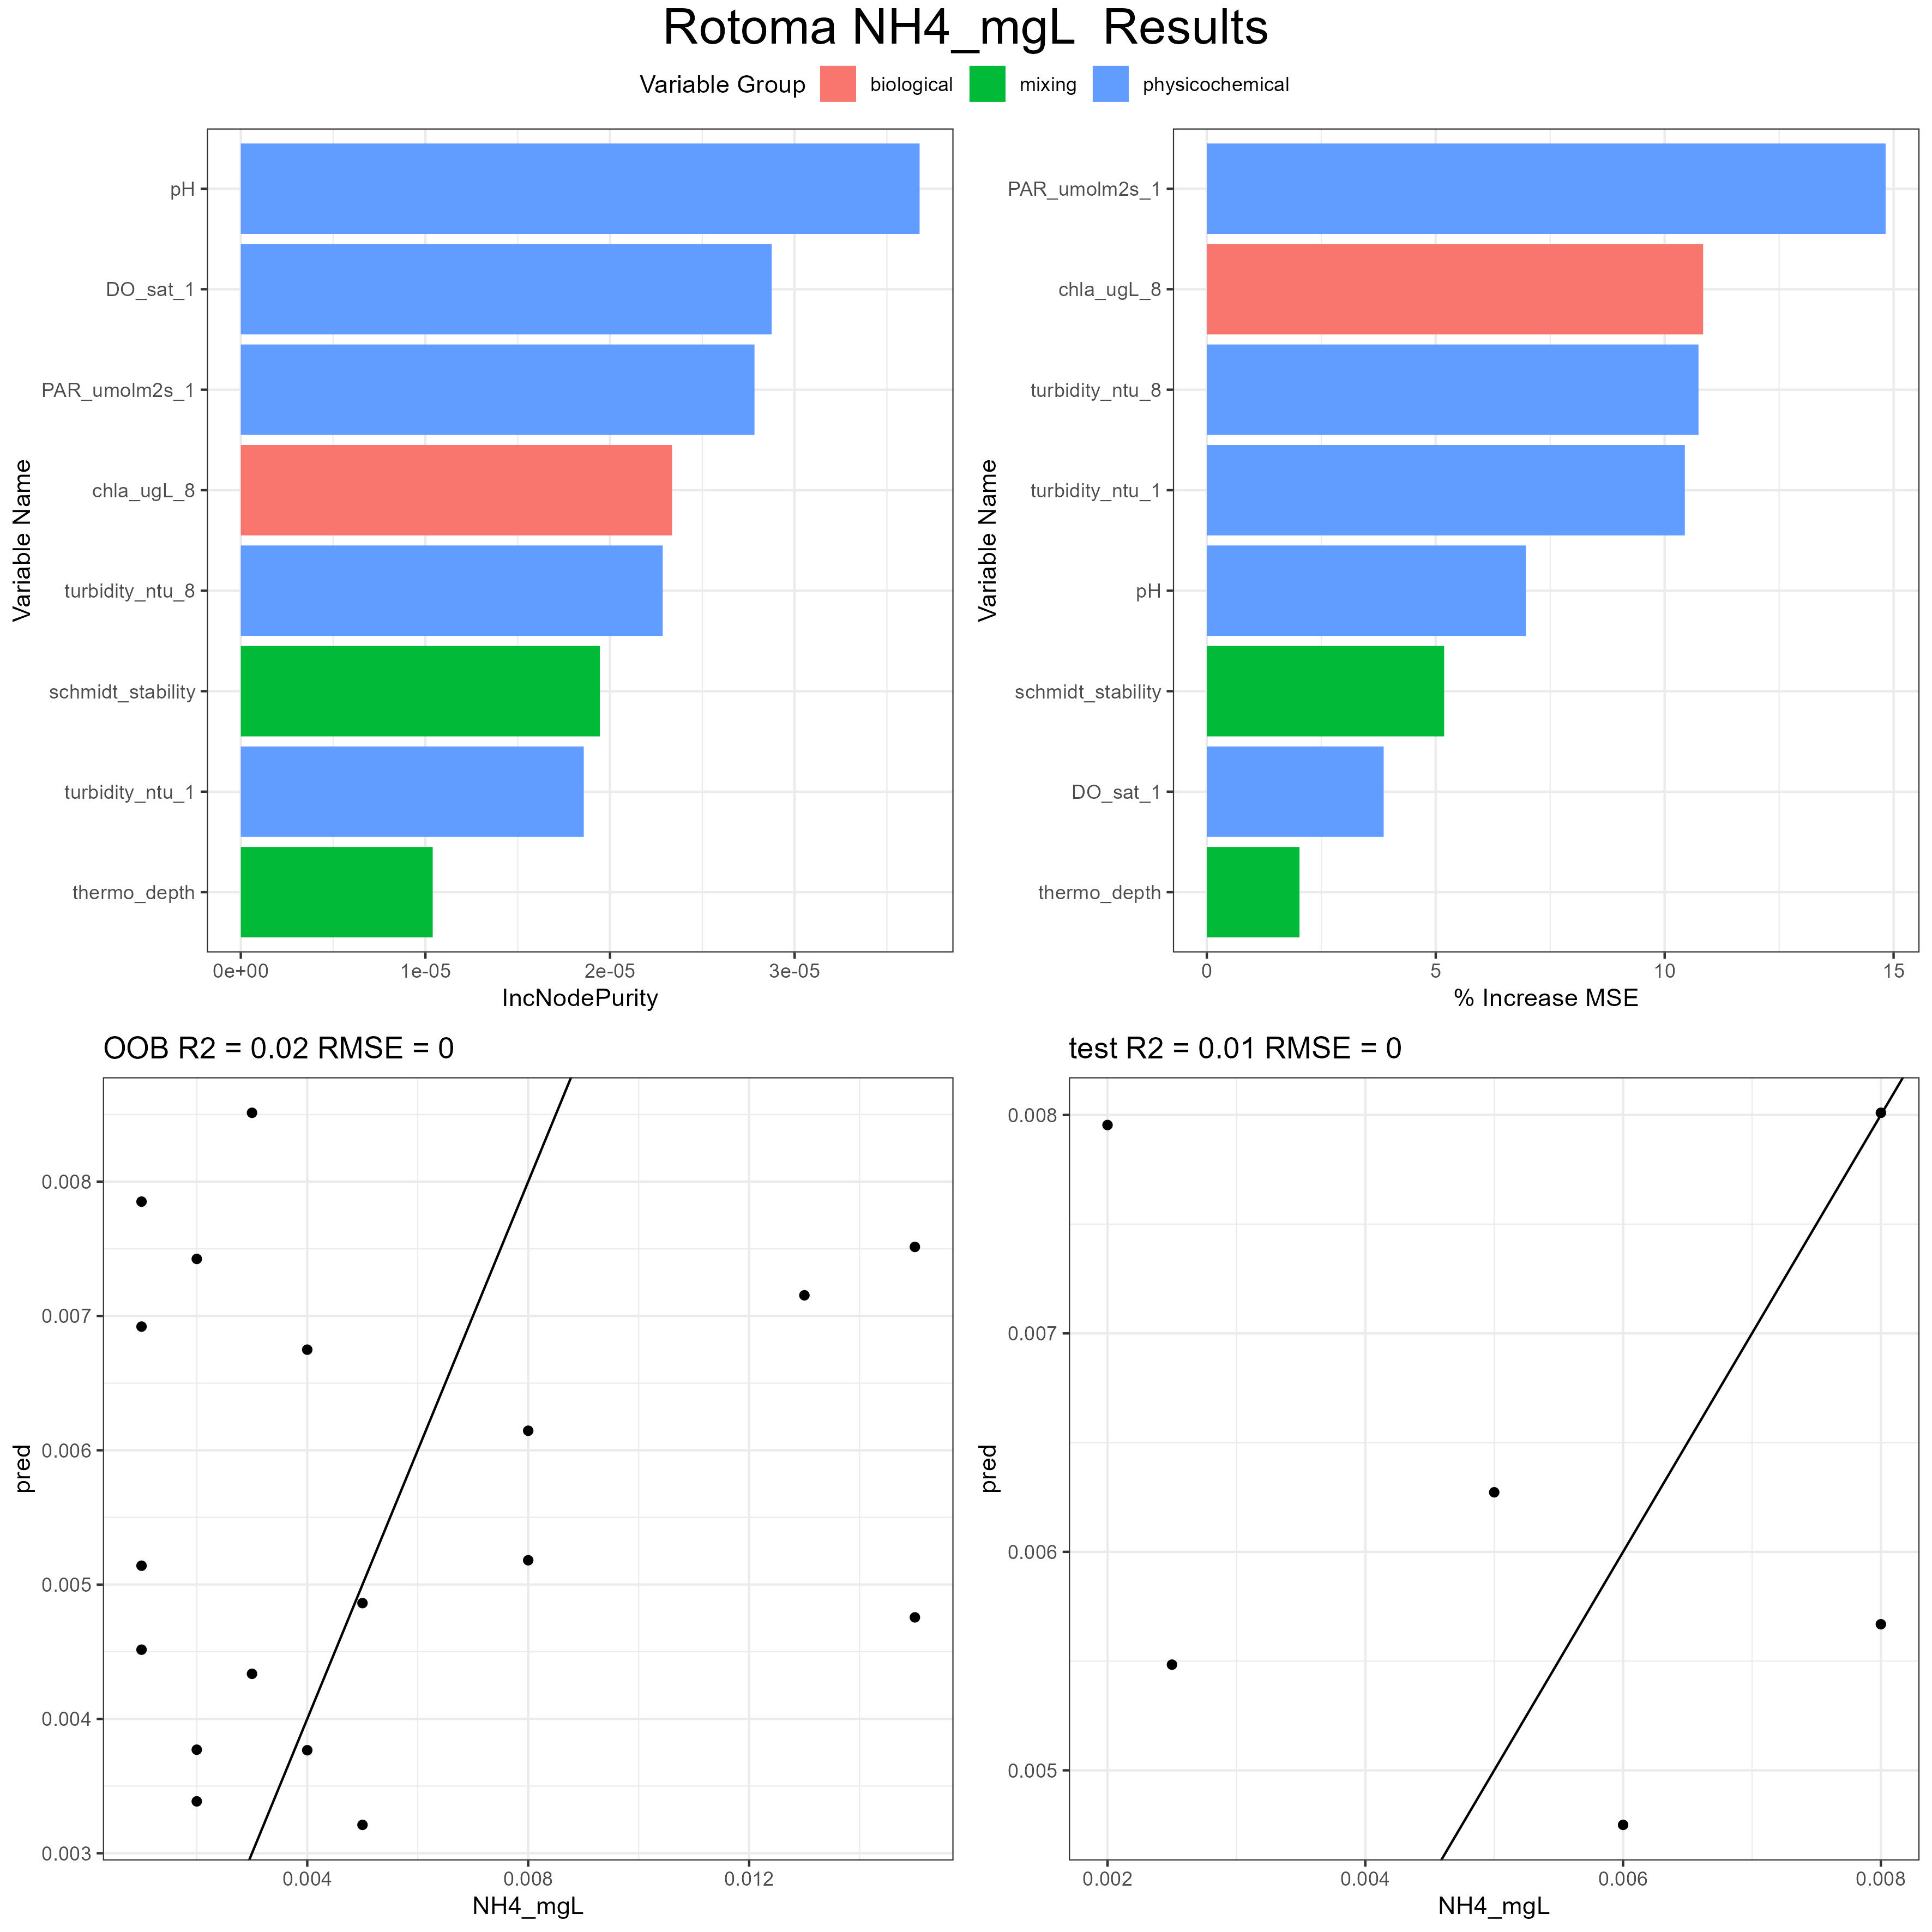 Rotoma NH4_mgL  Results
Variable Group biological mixing physicochemical
Variable Name
pH
DO_sat_1
PAR_umolm2s_1
chla_ugL_8
turbidity_ntu_8
schmidt_stability
turbidity_ntu_1
thermo_depth
0e+00 1e-05 2e-05 3e-05
IncNodePurity
Variable Name
PAR_umolm2s_1
chla_ugL_8
turbidity_ntu_8
turbidity_ntu_1
pH
schmidt_stability
DO_sat_1
thermo_depth
0 5 10 15
% Increase MSE
OOB R2 = 0.02 RMSE = 0
pred
0.008
0.007
0.006
0.005
0.004
0.003
0.004 0.008 0.012
NH4_mgL
test R2 = 0.01 RMSE = 0
pred
0.008
0.007
0.006
0.005
0.002 0.004 0.006 0.008
NH4_mgL